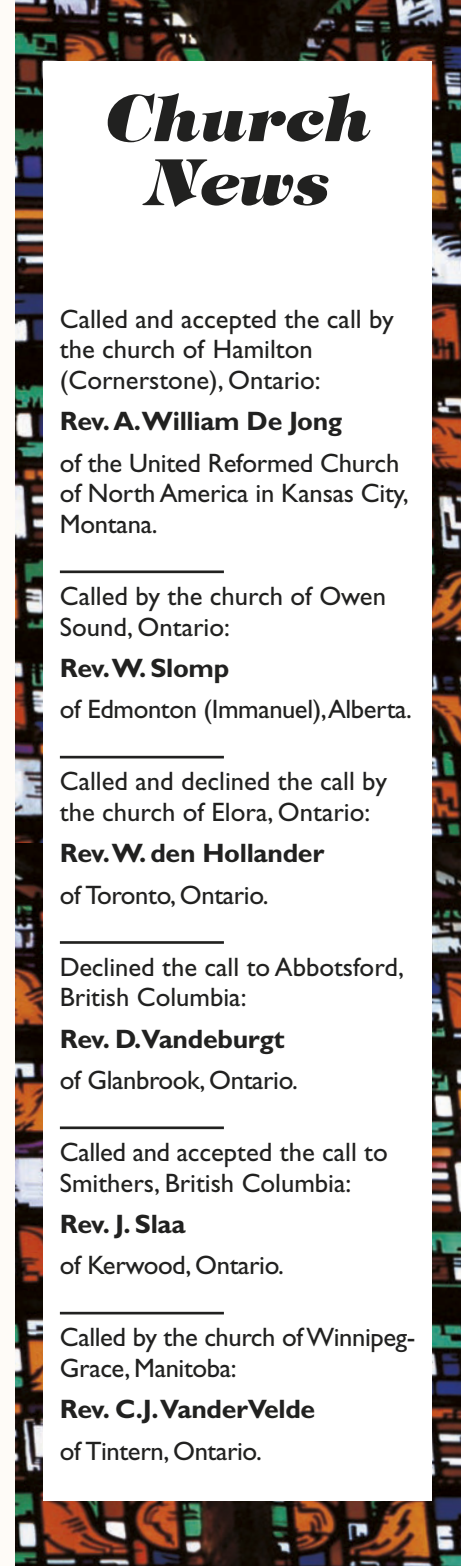 Church
News
Called and accepted the call by
the church of Hamilton
(Cornerstone), Ontario:
Rev. A. William De Jong
of the United Reformed Church
of North America in Kansas City,
Montana.
Called by the church of Owen
Sound, Ontario:
Rev. W. Slomp
of Edmonton (Immanuel), Alberta.
Called and declined the call by
the church of Elora, Ontario:
Rev. W. den Hollander
of Toronto, Ontario.
Declined the call to Abbotsford,
British Columbia:
Rev. D. Vandeburgt
of Glanbrook, Ontario.
Called and accepted the call to
Smithers, British Columbia:
Rev. J. Slaa
of Kerwood, Ontario.
Called by the church of Winnipeg-
Grace, Manitoba:
Rev. C.J. VanderVelde
of Tintern, Ontario.